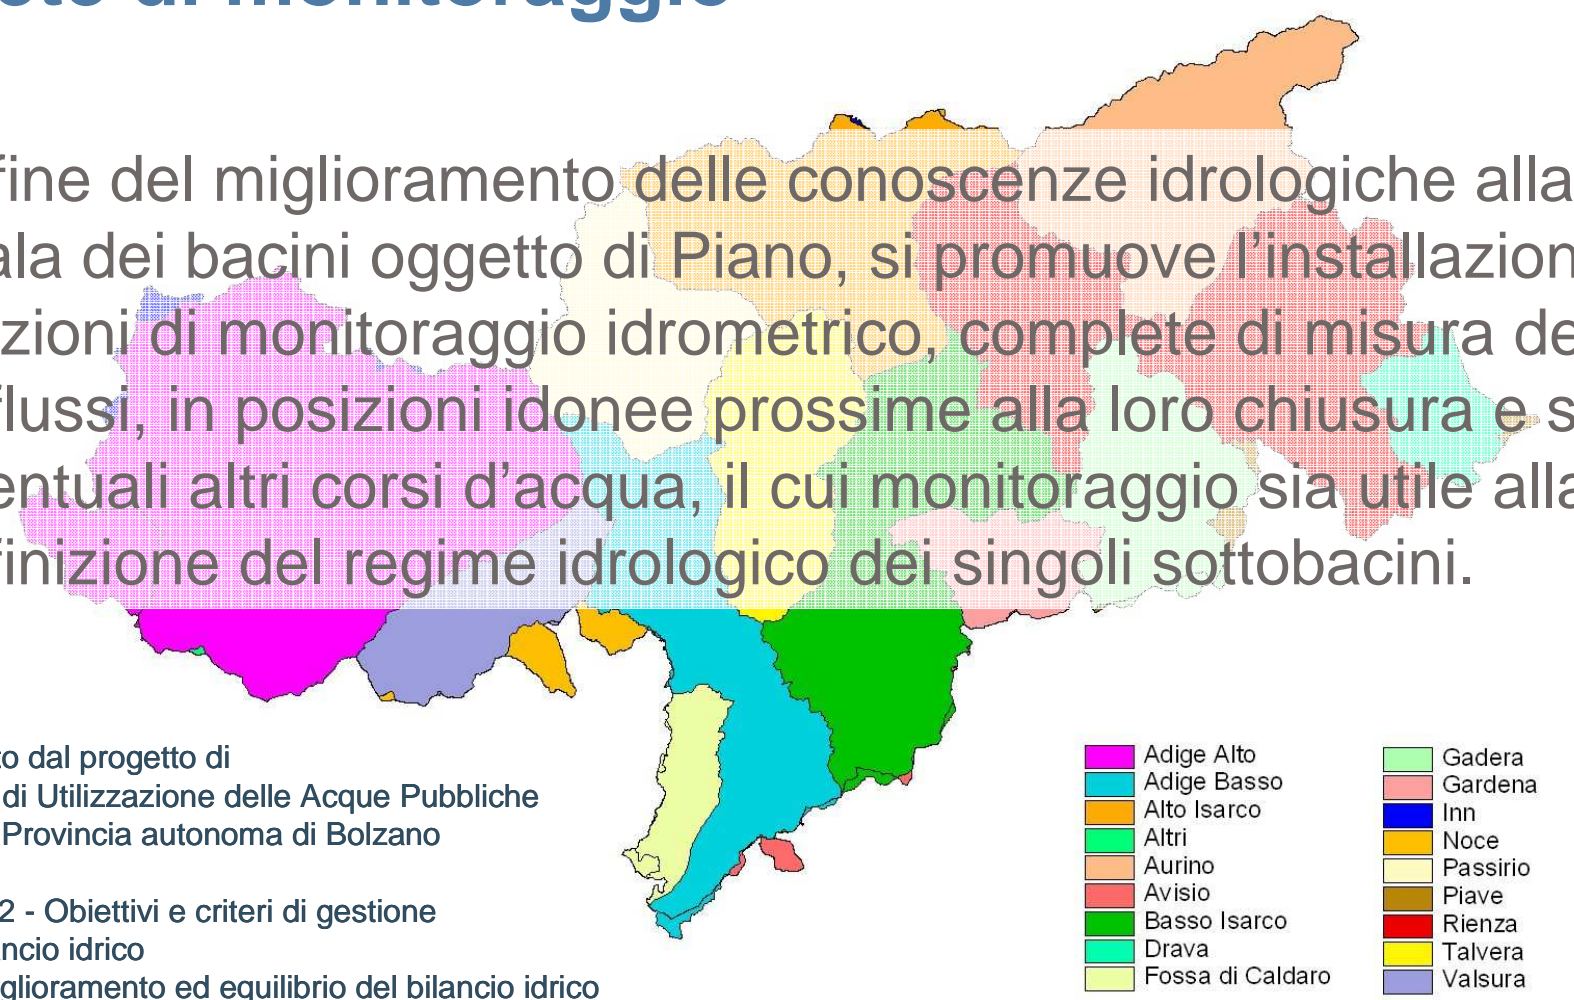 di monitoraggio
fine del miglioramento delle conoscenze idrologiche alla
ala dei bacini oggetto di Piano, si promuove l’installazion
zioni di monitoraggio idrometrico, complete di misura de
flussi, in posizioni idonee prossime alla loro chiusura e s
entuali altri corsi d’acqua, il cui monitoraggio sia utile alla
finizione del regime idrologico dei singoli sottobacini.
to dal progetto di
di Utilizzazione delle Acque Pubbliche
Provincia autonoma di Bolzano
2 - Obiettivi e criteri di gestione
ancio idrico
glioramento ed equilibrio del bilancio idrico
Adige Alto
Adige Basso
Alto Isarco
Altri
Aurino
Avisio
Basso Isarco
Drava
Fossa di Caldaro
Gadera
Gardena
Inn
Noce
Passirio
Piave
Rienza
Talvera
Valsura